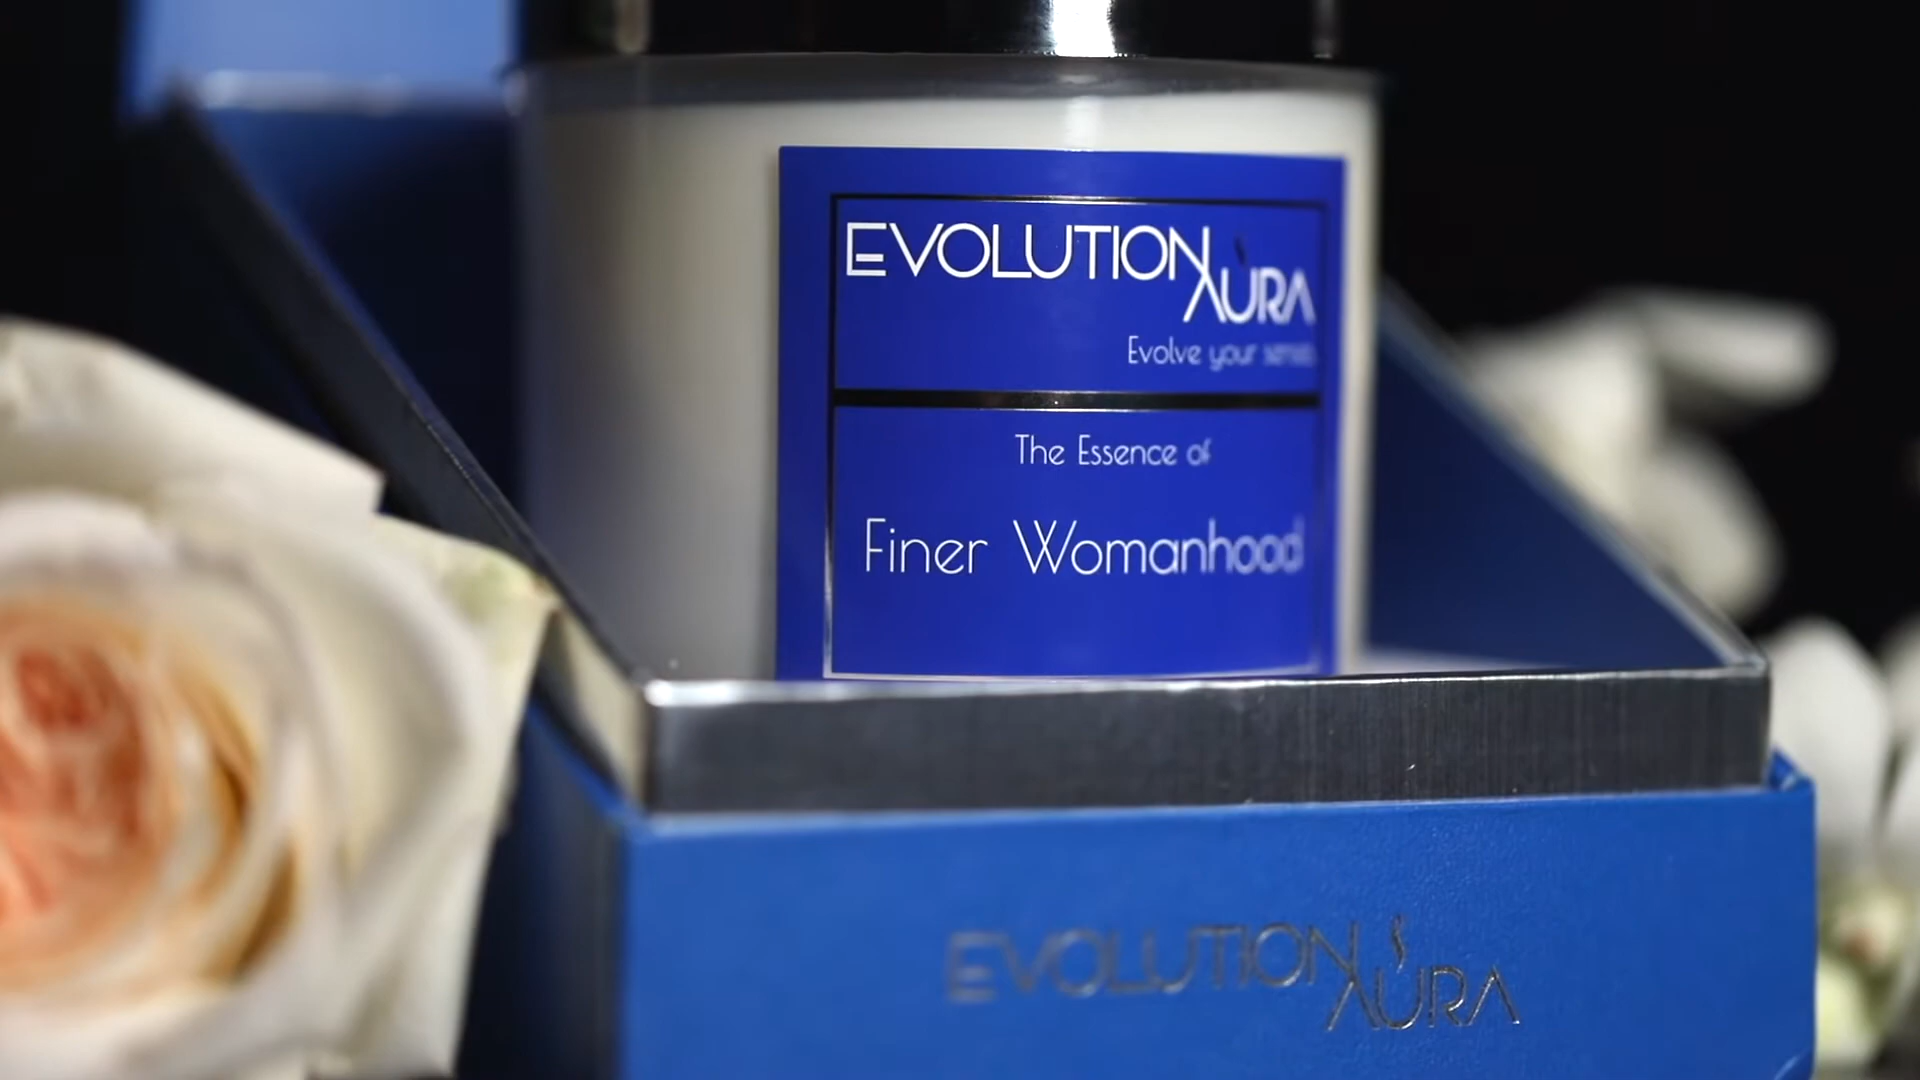 EVOLUTION
AURA
Evolve your senses
The Essence of
Finer Womanhood
EVOLUTION
AURA